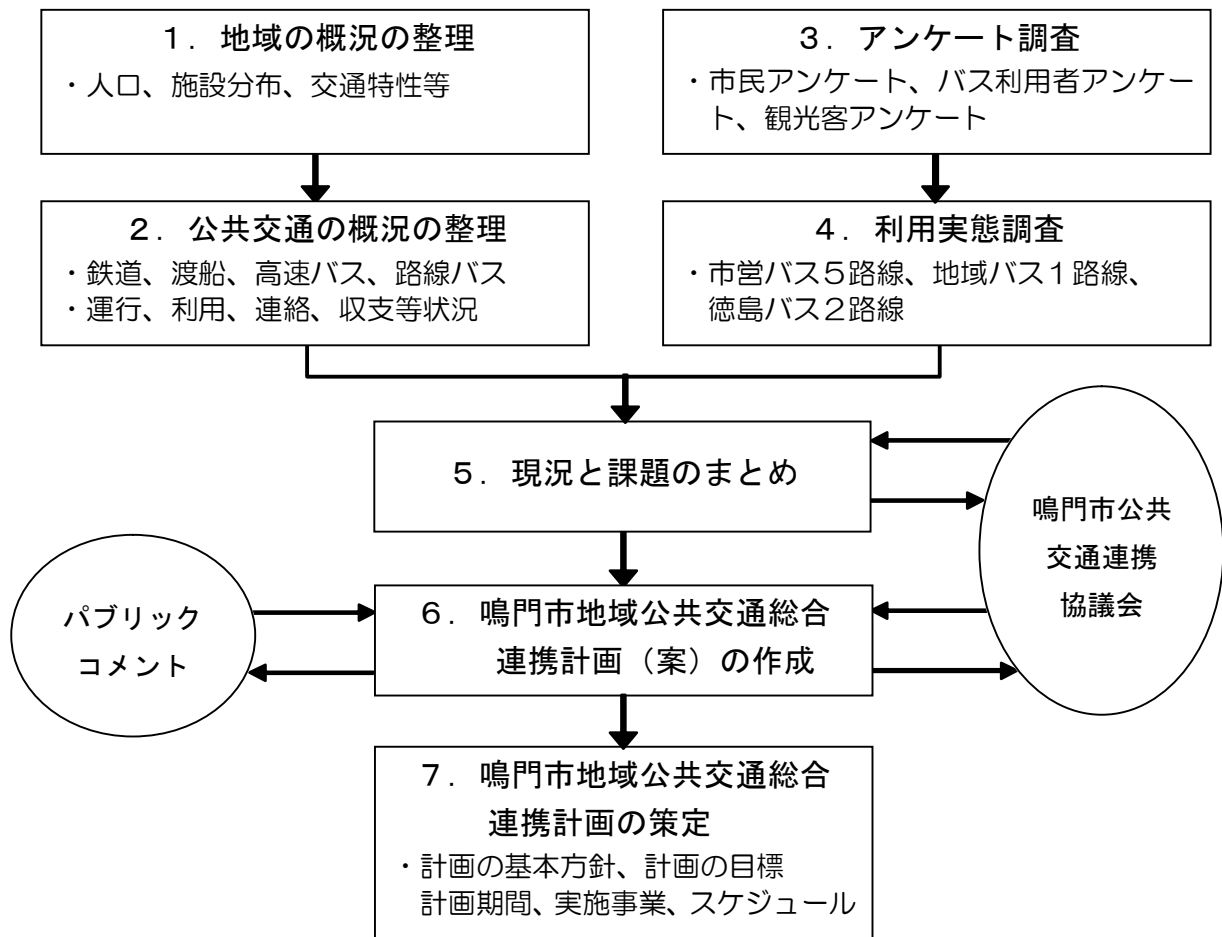 １．地域の概況の整理
・人口、施設分布、交通特性等
３．アンケート調査
・市民アンケート、バス利用者アンケー
ト、観光客アンケート
２．公共交通の概況の整理
・鉄道、渡船、高速バス、路線バス
・運行、利用、連絡、収支等状況
４．利用実態調査
・市営バス５路線、地域バス１路線、
徳島バス２路線
５．現況と課題のまとめ
鳴門市公共
交通連携
協議会
パブリック
コメント
６．鳴門市地域公共交通総合
連携計画（案）の作成
７．鳴門市地域公共交通総合
連携計画の策定
・計画の基本方針、計画の目標
計画期間、実施事業、スケジュール